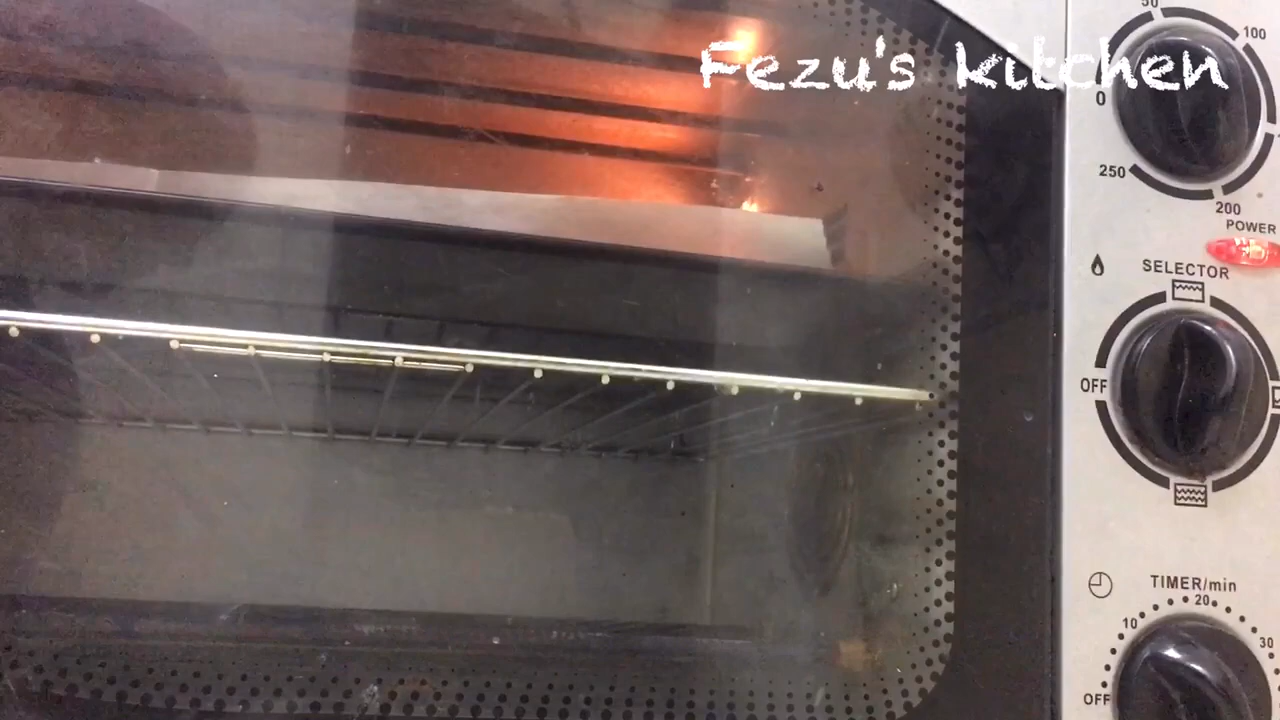 Fezu's kitchen
50
100
0
250
200
POWER
SELECTOR
OFF
TIMER/min
20
10
30
OFF